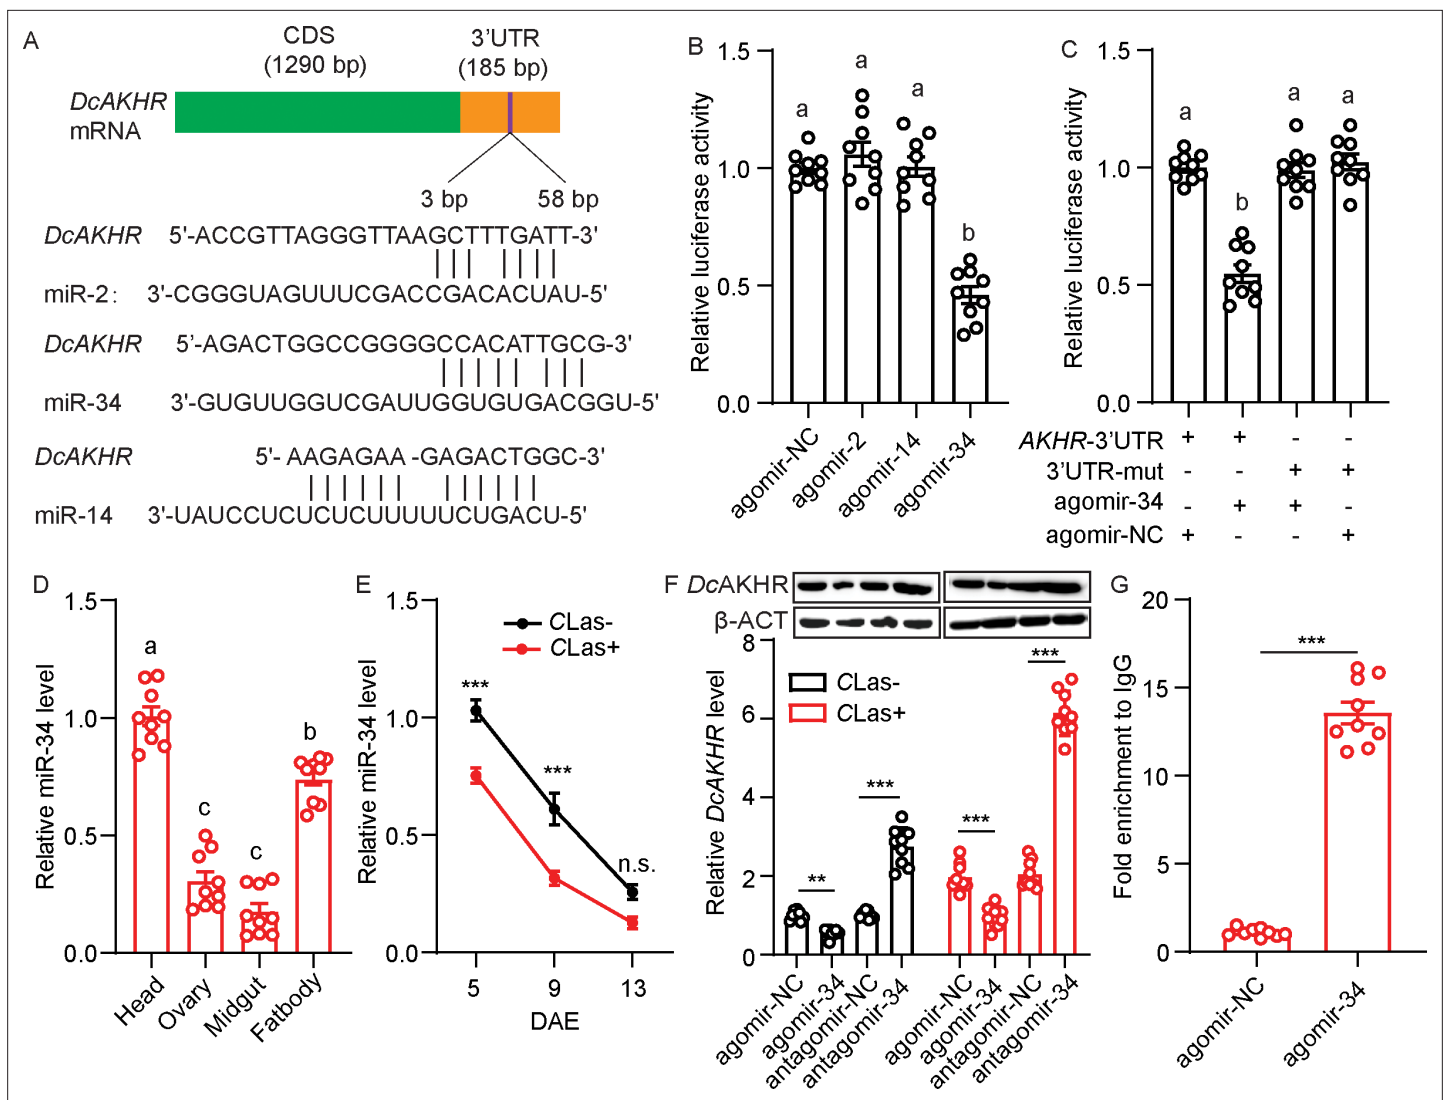 A
CDS
(1290 bp)
3'UTR
(185 bp)
DcAKHR
mRNA
3 bp
58 bp
DcAKHR 5'-ACCGTTAGGGTTAAGCTTTGATT-3'
miR-2: 3'-CGGGUAGUUUCGACCGACACUAU-5'
DcAKHR 5’-AGACTGGCCGGGGCCACATTGCG-3'
miR-34 3'-GUGUUGGUCGAUUGGUGUGACGGU-5'
DcAKHR 5'- AAGAGAA -GAGACTGGC-3'
miR-14 3'-UAUCCUCUCUCUUUUUCUGACU-5'
B
Relative luciferase activity
1.5
1.0
0.5
0.0
a
a
a
b
agomir-NC
agomir-2
agomir-14
agomir-34
C
Relative luciferase activity
1.5
1.0
0.5
0.0
a
b
a
a
AKHR-3’UTR + + - -
3’UTR-mut - - + +
agomir-34 - + + -
agomir-NC + - - +
D
Relative miR-34 level
1.5
1.0
0.5
0.0
a
c
c
b
Head
Ovary
Midgut
Fatbody
E
Relative miR-34 level
1.5
1.0
0.5
0.0
CLas-
CLas+
***
***
n.s.
5 9 13
DAE
F
DcAKHR
β-ACT
Relative DcAKHR level
8
6
4
2
0
CLas-
CLas+
**
***
***
***
agomir-NC
agomir-34
antagomir-NC
antagomir-34
agomir-NC
agomir-34
antagomir-NC
antagomir-34
G
Fold enrichment to IgG
20
15
10
5
0
***
agomir-NC
agomir-34